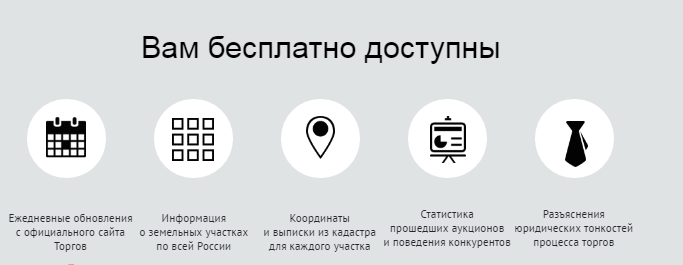 Вам бесплатно доступны
Ежедневные обновления
с официального сайта
Торгов
Информация
о земельных участках
по всей России
Координаты
и выписки из кадастра
для каждого участка
Статистика
прошедших аукционов
и поведения конкурентов
Разъяснения
юридических тонкостей
процесса торгов